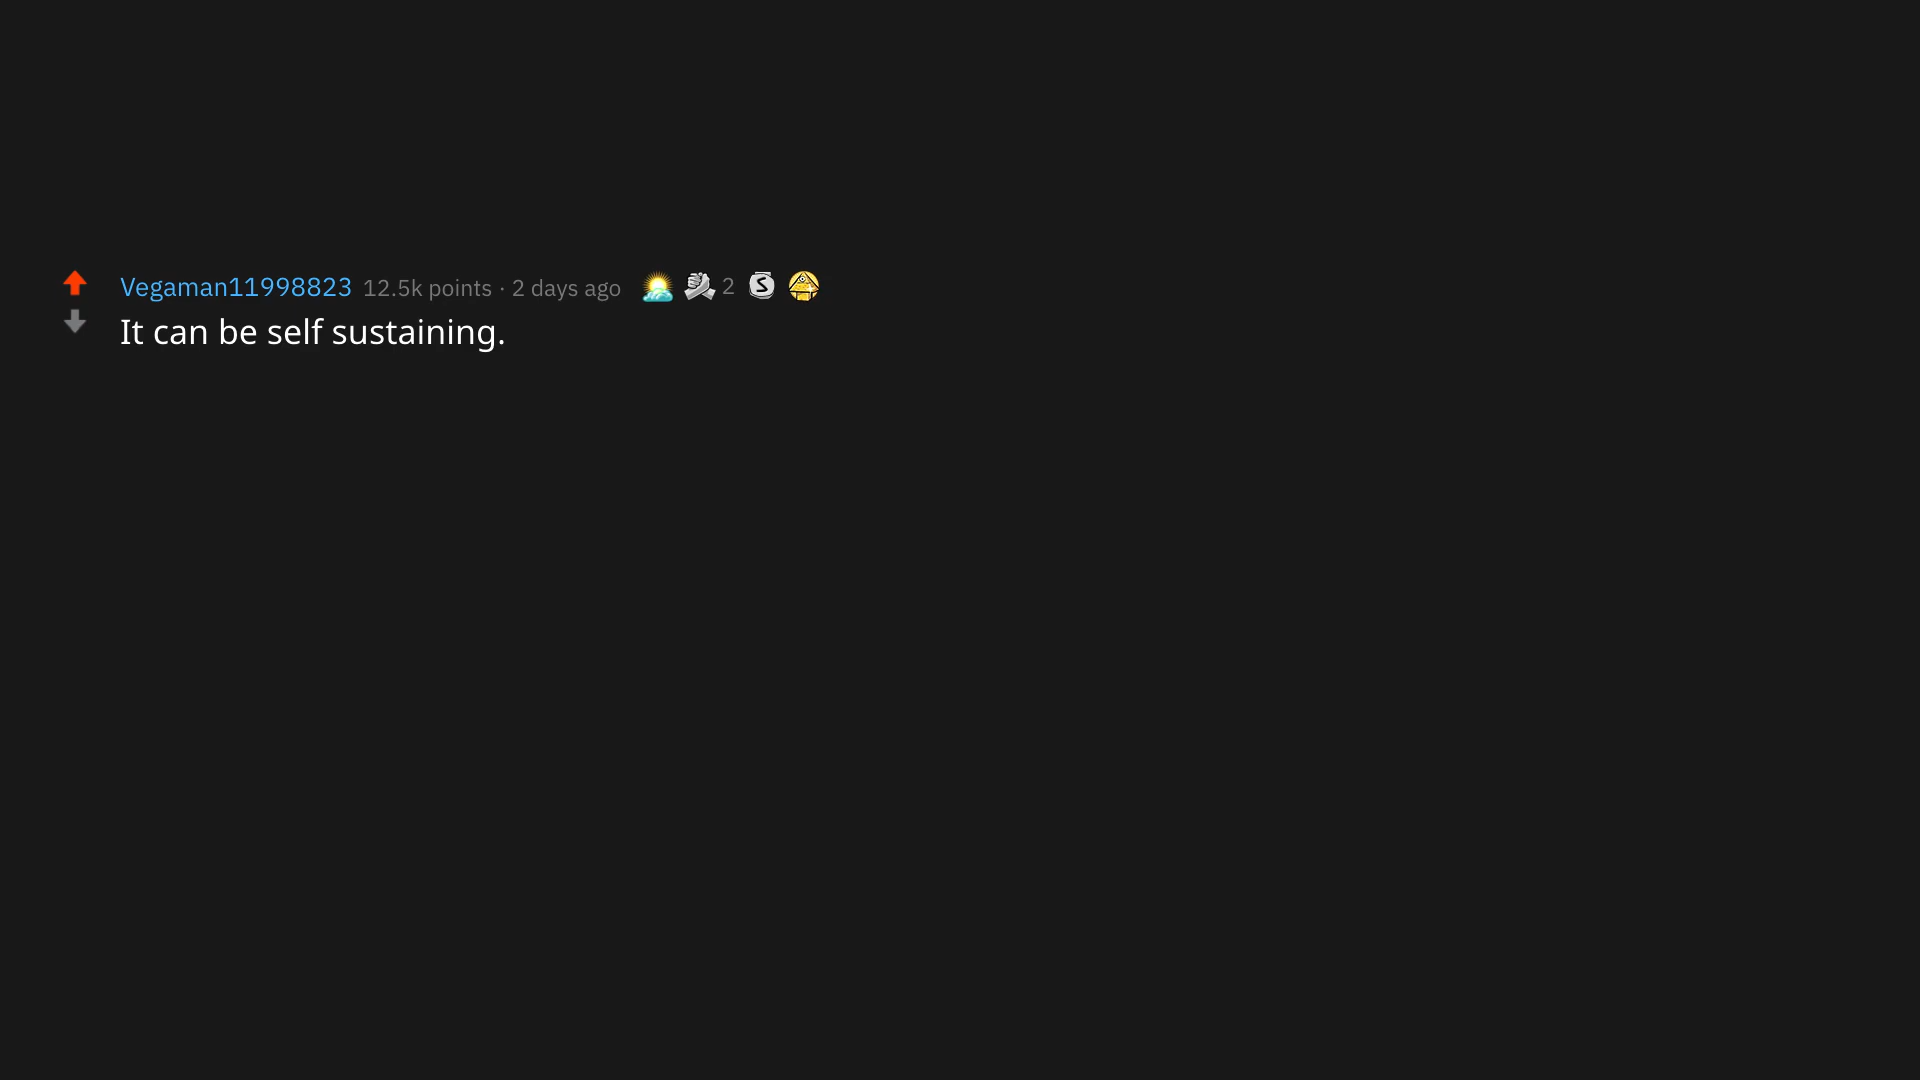 Vegaman11998823 12.5k points · 2 days ago 2 S
It can be self sustaining.